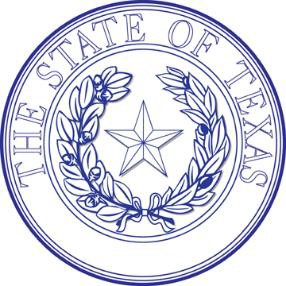 THE STATE OF TEXAS